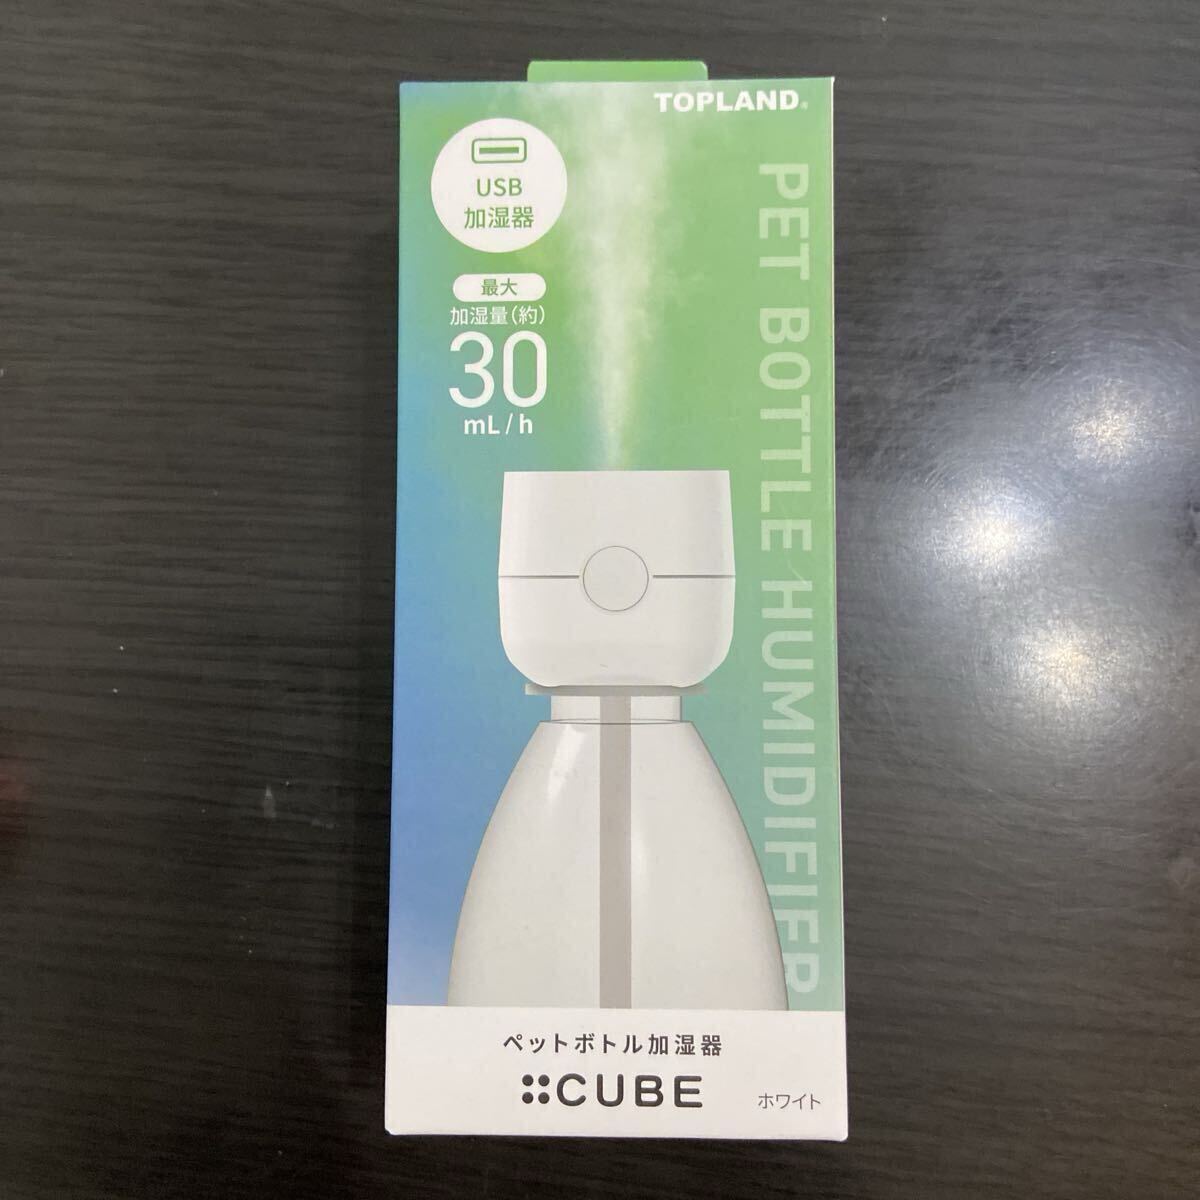 TOPLAND®
USB
加湿器
最大
加湿量(約)
30
mL/h
PET BOTTLE HUMIDIFIER
ペットボトル加湿器
CUBE
ホワイト